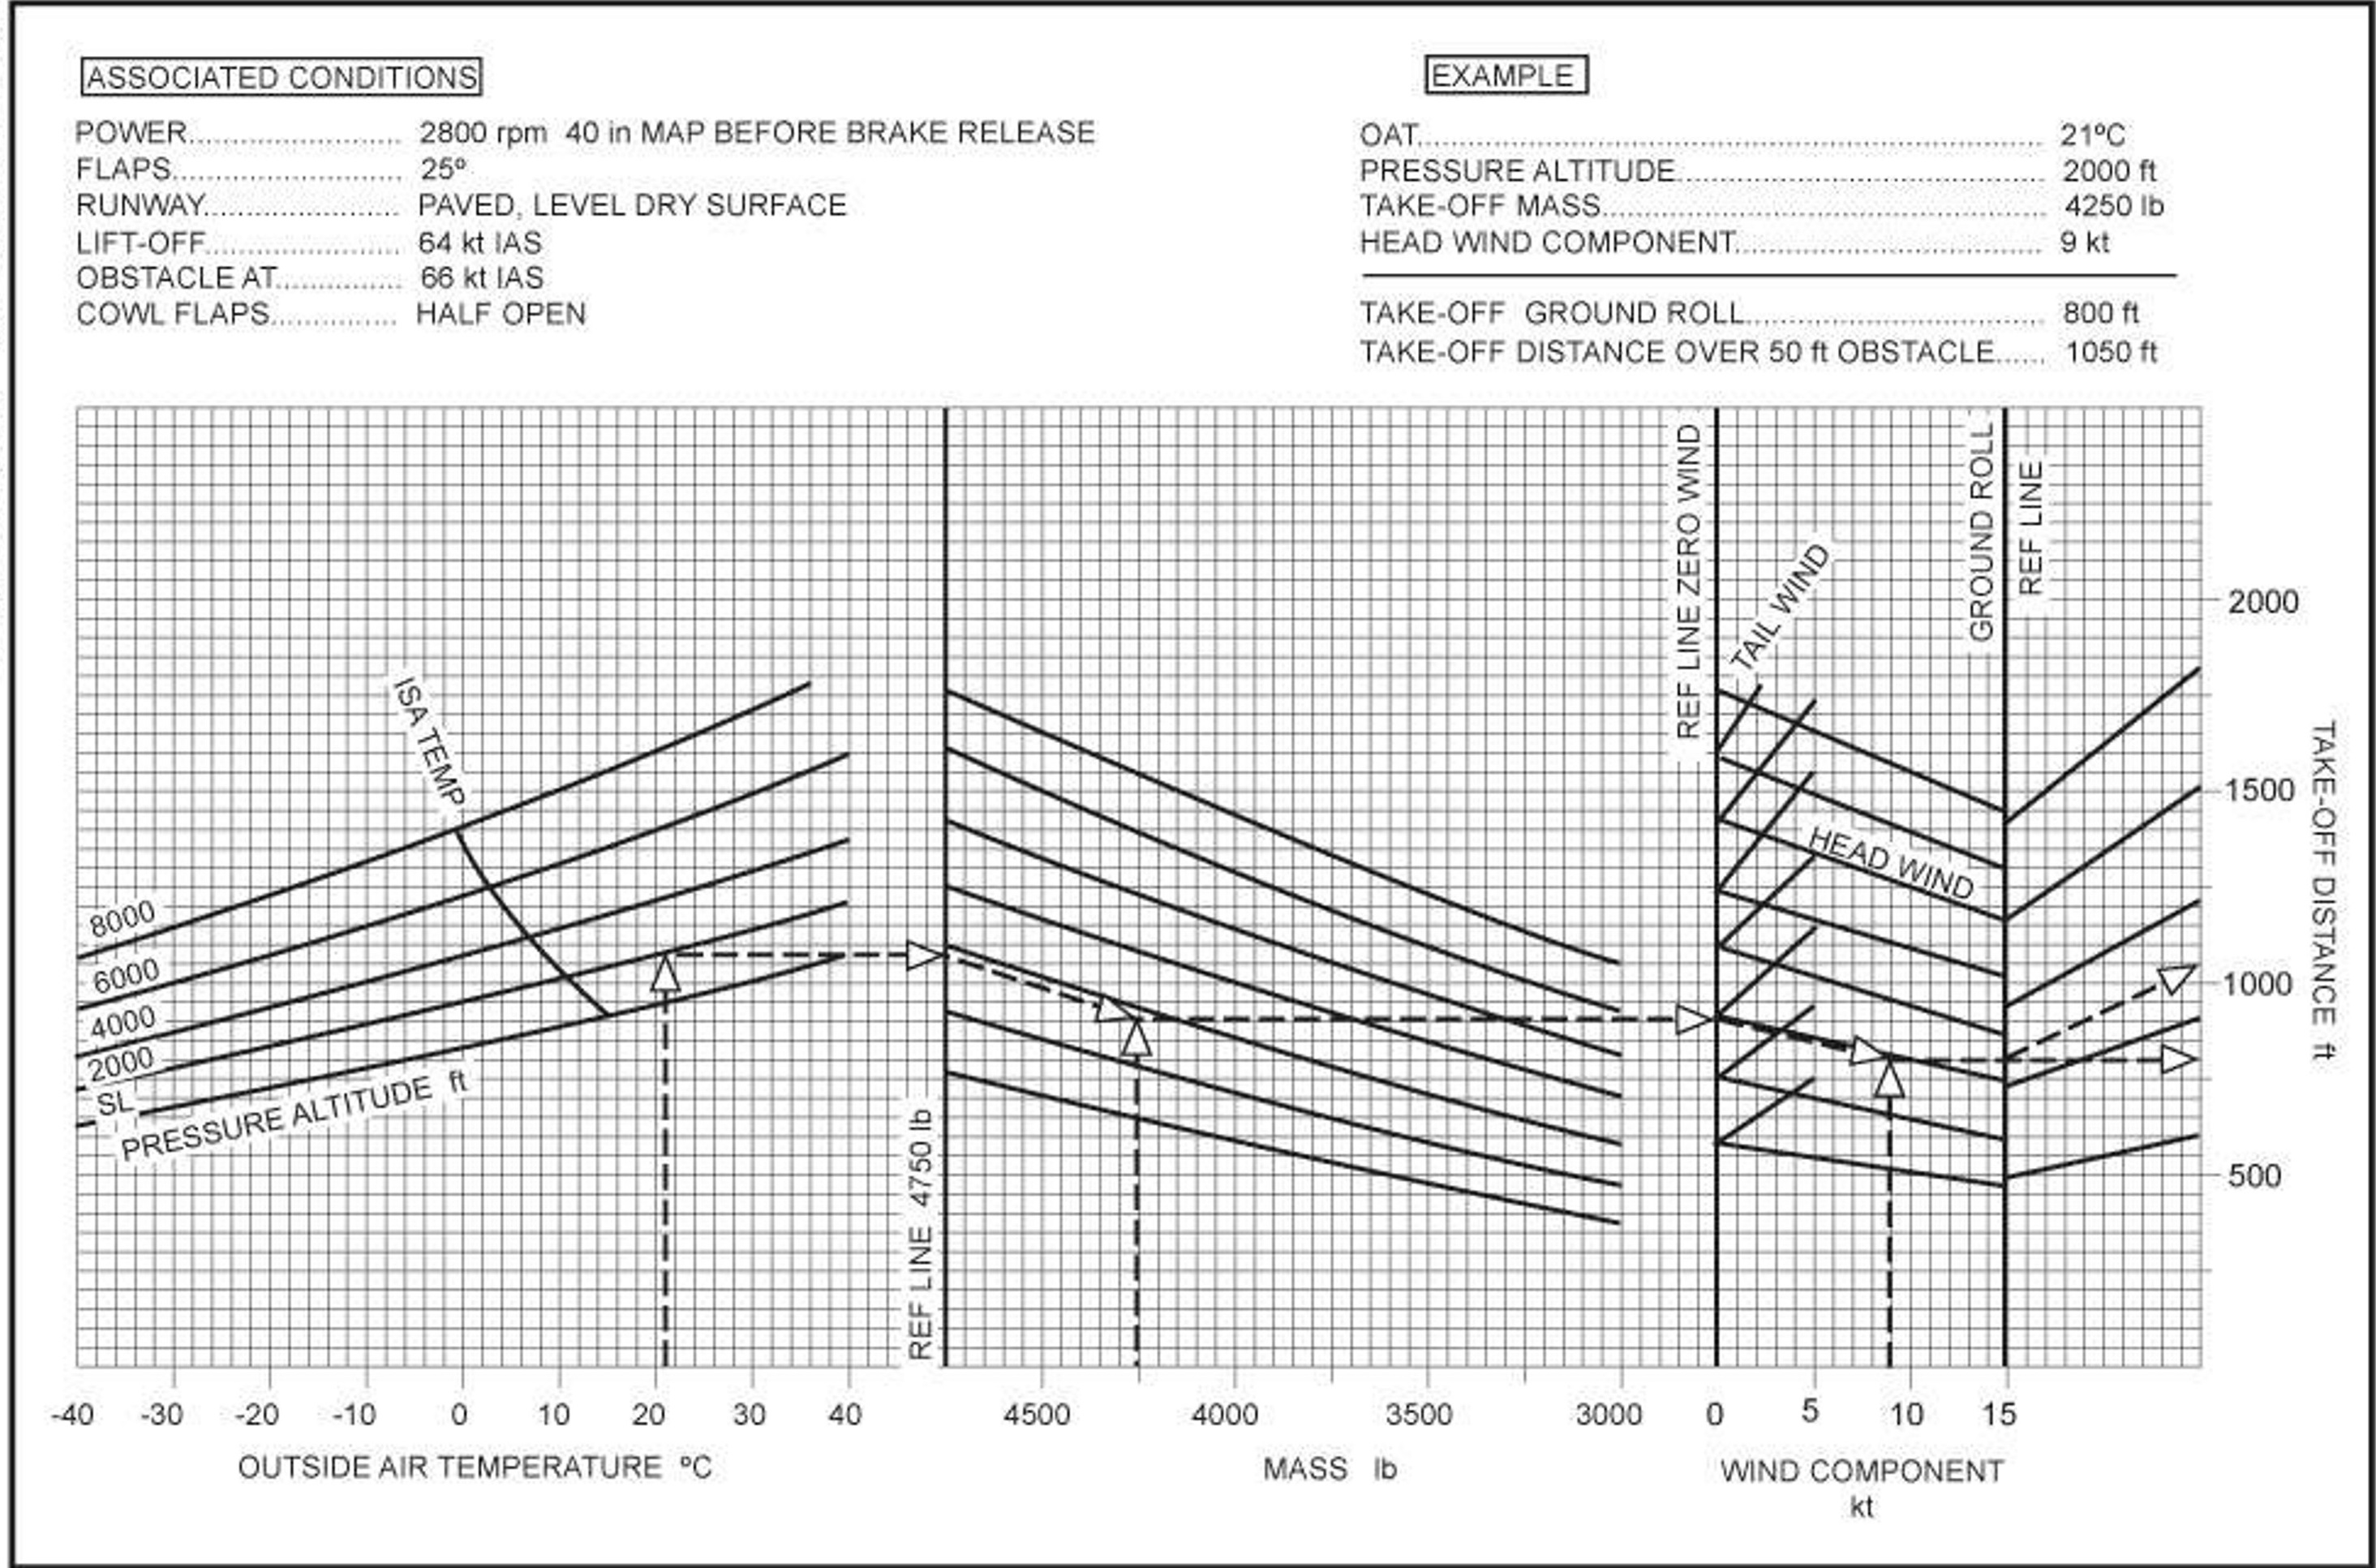 ASSOCIATED CONDITIONS
POWER........................ 2800 rpm 40 in MAP BEFORE BRAKE RELEASE
FLAPS.......................... 25º
RUNWAY...................... PAVED, LEVEL DRY SURFACE
LIFT-OFF...................... 64 kt IAS
OBSTACLE AT............... 66 kt IAS
COWL FLAPS............... HALF OPEN
EXAMPLE
OAT.......................................................................... 21ºC
PRESSURE ALTITUDE........................................... 2000 ft
TAKE-OFF MASS.................................................... 4250 lb
HEAD WIND COMPONENT.................................... 9 kt
TAKE-OFF GROUND ROLL................................... 800 ft
TAKE-OFF DISTANCE OVER 50 ft OBSTACLE...... 1050 ft
ISA TEMP
8000
6000
4000
2000
SL
PRESSURE ALTITUDE ft
REF LINE 4750 lb
REF LINE ZERO WIND
TAIL WIND
HEAD WIND
GROUND ROLL
REF LINE
2000
1500
1000
500
TAKE-OFF DISTANCE ft
-40 -30 -20 -10 0 10 20 30 40 4500 4000 3500 3000 0 5 10 15
OUTSIDE AIR TEMPERATURE ºC MASS lb WIND COMPONENT
kt